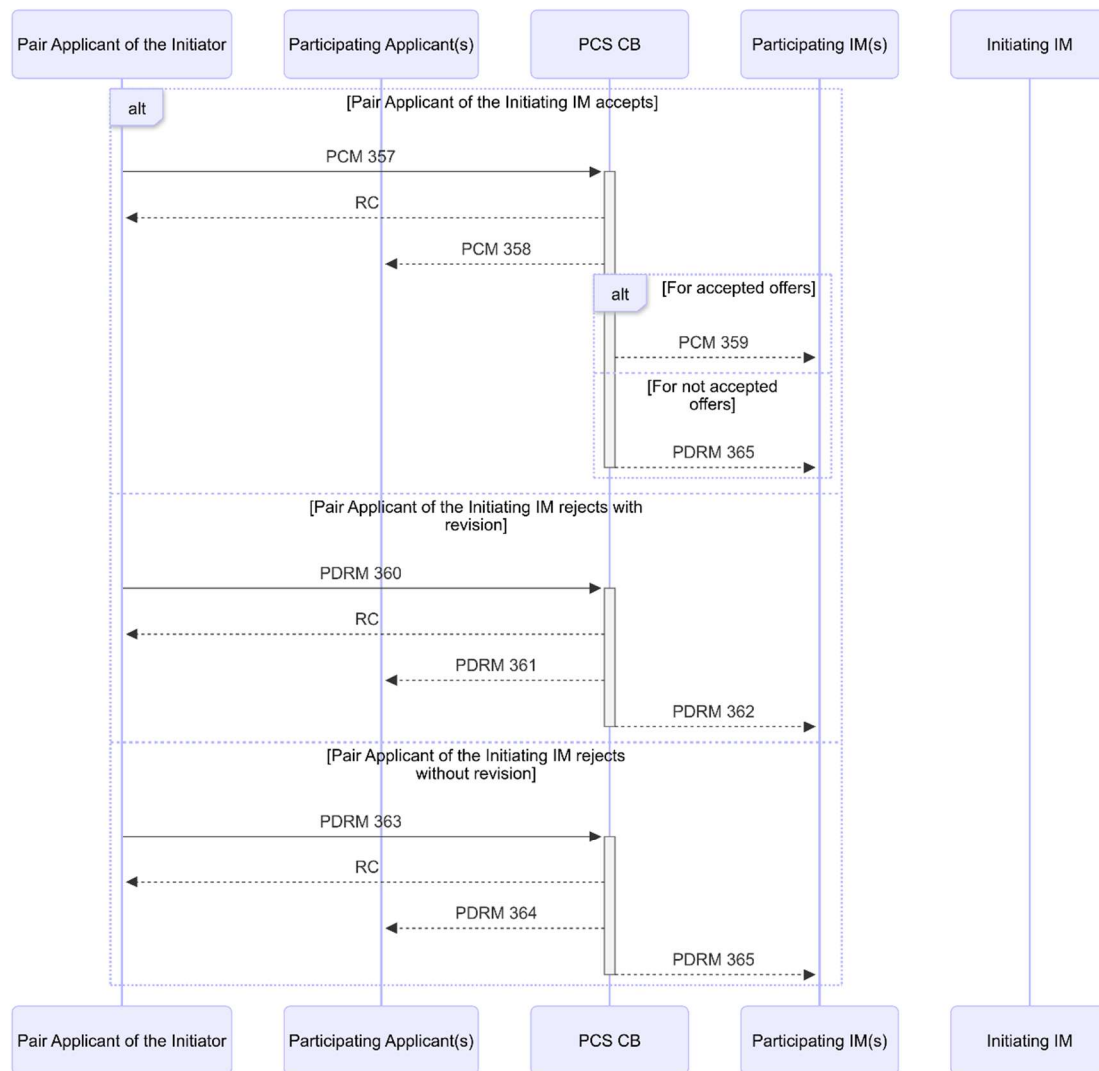 Pair Applicant of the Initiator
Participating Applicant(s)
PCS CB
Participating IM(s)
Initiating IM
alt
[Pair Applicant of the Initiating IM accepts]
PCM 357
RC
PCM 358
alt
[For accepted offers]
PCM 359
[For not accepted
offers]
PDRM 365
[Pair Applicant of the Initiating IM rejects with
revision]
PDRM 360
RC
PDRM 361
PDRM 362
[Pair Applicant of the Initiating IM rejects
without revision]
PDRM 363
RC
PDRM 364
PDRM 365
Pair Applicant of the Initiator
Participating Applicant(s)
PCS CB
Participating IM(s)
Initiating IM